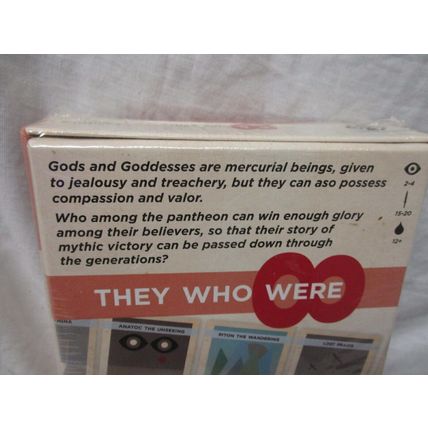 Gods and Goddesses are mercurial beings, given
to jealousy and treachery, but they can aso possess
compassion and valor.
Who among the pantheon can win enough glory
among their believers, so that their story of
mythic victory can be passed down through
the generations?
2-4
15-20
12+
THEY WHO WERE
ANATOC THE UNSEEING
RITON THE WANDERING